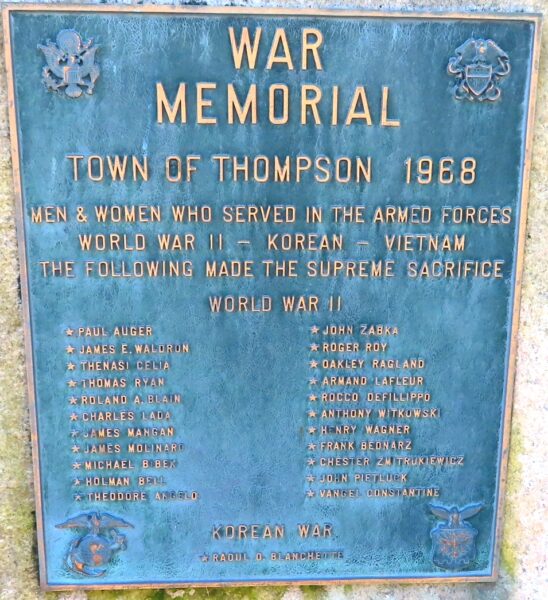 WAR
MEMORIAL
TOWN OF THOMPSON 1968
MEN & WOMEN WHO SERVED IN THE ARMED FORCES
WORLD WAR II – KOREAN – VIETNAM
THE FOLLOWING MADE THE SUPREME SACRIFICE
WORLD WAR II
★ PAUL AUGER
★ JAMES E. WALDRON
★ THENASI CELIA
★ THOMAS RYAN
★ ROLAND A. BLAIN
★ CHARLES LADA
★ JAMES MANGAN
★ JAMES MOLINARI
★ MICHAEL BIBEK
★ HOLMAN BELL
★ THEODORE ANGELO
★ JOHN ZABKA
★ ROGER ROY
★ OAKLEY RAGLAND
★ ARMAND LAFLEUR
★ ROCCO DEFILLIPPO
★ ANTHONY WITKOWSKI
★ HENRY WAGNER
★ FRANK BEDNARZ
★ CHESTER ZMITRUKIEWICZ
★ JOHN PIETLUCK
★ VANGEL CONSTANTINE
KOREAN WAR
★ RAOUL O. BLANCHETTE